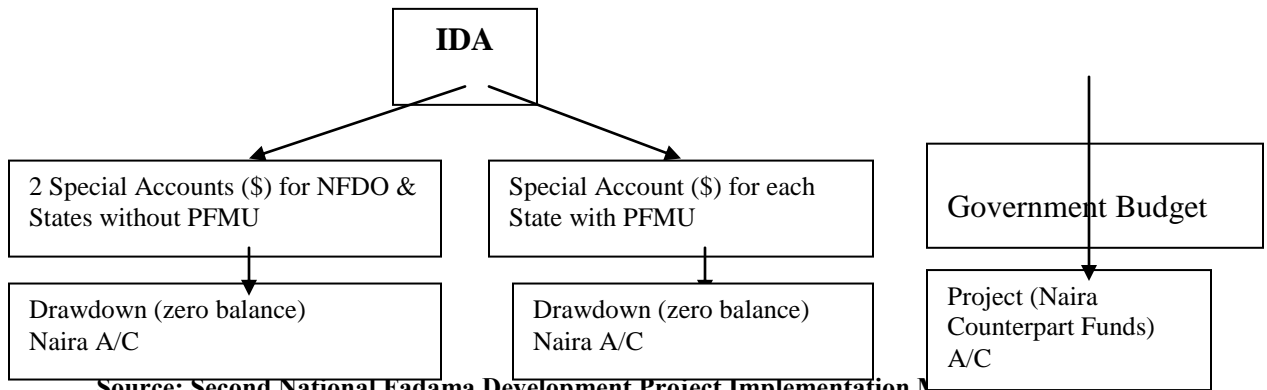 IDA
2 Special Accounts ($) for NFDO &
States without PFMU
Special Account ($) for each
State with PFMU
Government Budget
Drawdown (zero balance)
Naira A/C
Drawdown (zero balance)
Naira A/C
Project (Naira
Counterpart Funds)
A/C
Source: Second National Fadama Development Project Implementation